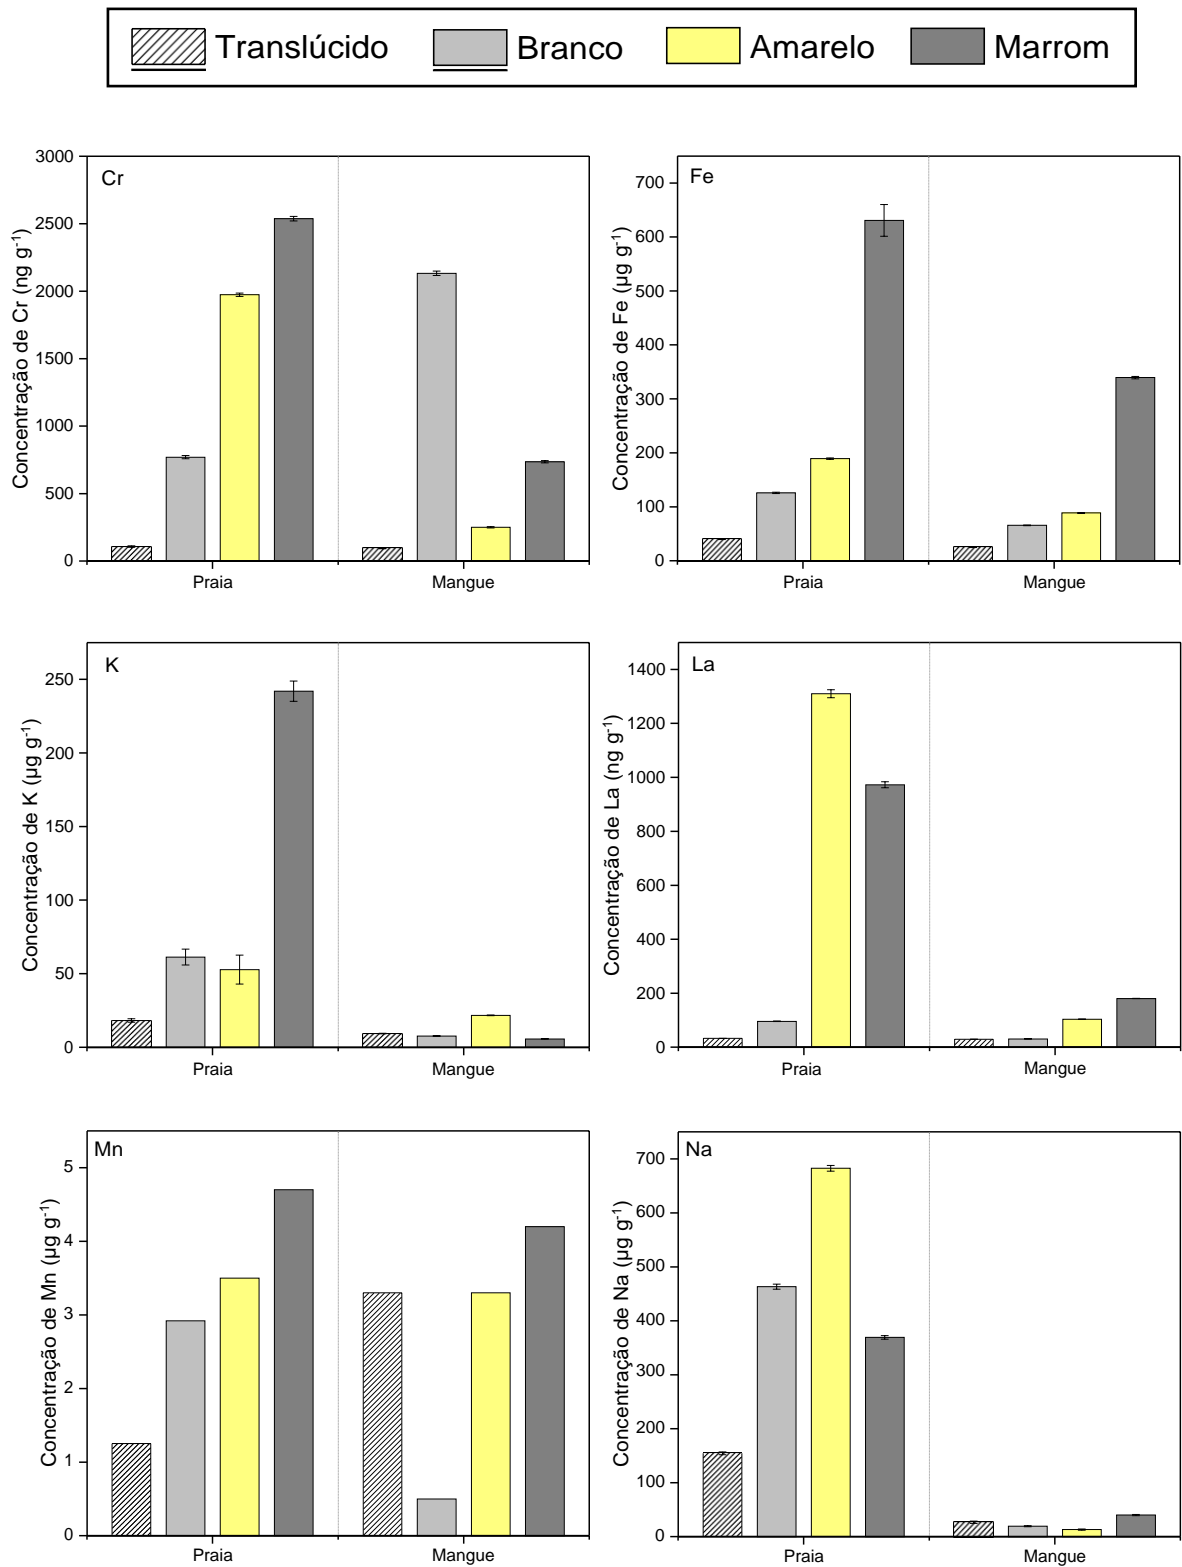 Translúcido Branco Amarelo Marrom
Cr
Concentração de Cr (ng g⁻¹)
3000
2500
2000
1500
1000
500
0
Praia Mangue
Fe
Concentração de Fe (µg g⁻¹)
700
600
500
400
300
200
100
0
Praia Mangue
K
Concentração de K (µg g⁻¹)
250
200
150
100
50
0
Praia Mangue
La
Concentração de La (ng g⁻¹)
1400
1200
1000
800
600
400
200
0
Praia Mangue
Mn
Concentração de Mn (µg g⁻¹)
5
4
3
2
1
0
Praia Mangue
Na
Concentração de Na (µg g⁻¹)
700
600
500
400
300
200
100
0
Praia Mangue